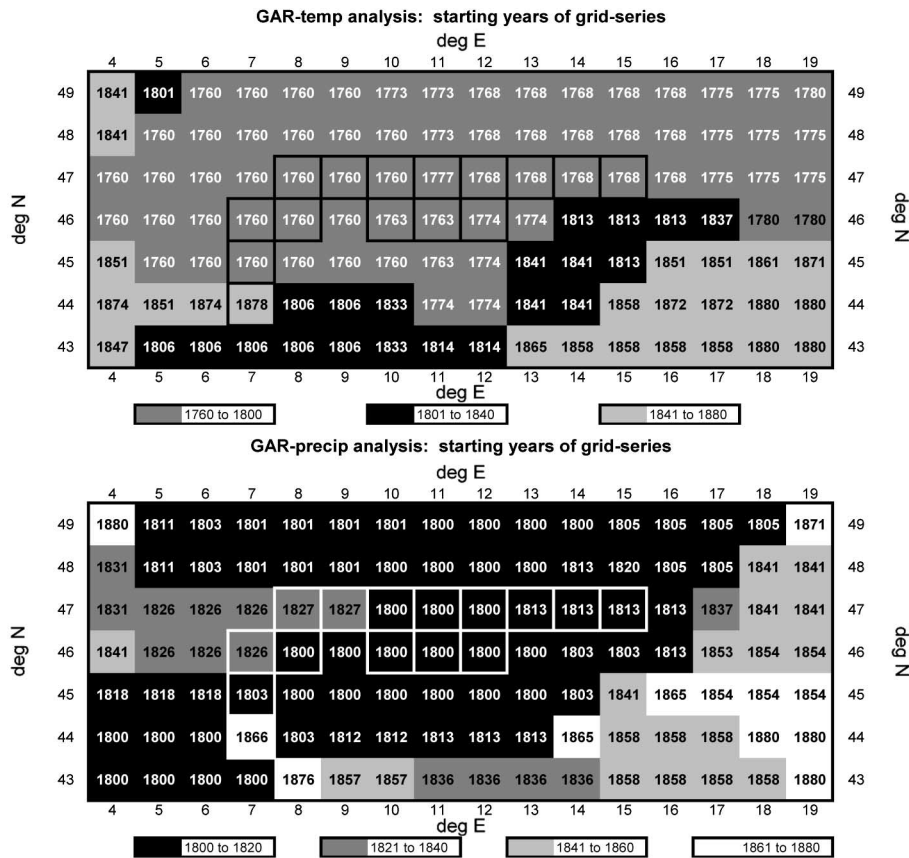 GAR-temp analysis: starting years of grid-series
deg E
4 5 6 7 8 9 10 11 12 13 14 15 16 17 18 19
49 1841 1801 1760 1760 1760 1760 1773 1773 1768 1768 1768 1768 1768 1775 1775 1780 49
48 1841 1760 1760 1760 1760 1760 1760 1773 1768 1768 1768 1768 1768 1775 1775 1775 48
47 1760 1760 1760 1760 1760 1760 1760 1777 1768 1768 1768 1768 1768 1775 1775 1775 47
deg N
deg N
46 1760 1760 1760 1760 1760 1760 1763 1763 1774 1774 1813 1813 1813 1837 1780 1780 46
45 1851 1760 1760 1760 1760 1760 1760 1763 1774 1841 1841 1813 1851 1851 1861 1871 45
44 1874 1851 1874 1878 1806 1806 1833 1774 1774 1841 1841 1858 1872 1872 1880 1880 44
43 1847 1806 1806 1806 1806 1806 1833 1814 1814 1865 1858 1858 1858 1858 1880 1880 43
4 5 6 7 8 9 10 11 12 13 14 15 16 17 18 19
deg E
1760 to 1800 1801 to 1840 1841 to 1880
GAR-precip analysis: starting years of grid-series
deg E
4 5 6 7 8 9 10 11 12 13 14 15 16 17 18 19
49 1880 1811 1803 1801 1801 1801 1801 1800 1800 1800 1800 1805 1805 1805 1805 1871 49
48 1831 1811 1803 1801 1801 1801 1800 1800 1800 1800 1813 1820 1805 1805 1841 1841 48
47 1831 1826 1826 1826 1827 1827 1800 1800 1800 1813 1813 1813 1813 1837 1841 1841 47
deg N
deg N
46 1841 1826 1826 1826 1800 1800 1800 1800 1800 1800 1803 1803 1813 1853 1854 1854 46
45 1818 1818 1818 1803 1800 1800 1800 1800 1800 1800 1803 1841 1865 1854 1854 1854 45
44 1800 1800 1800 1866 1803 1812 1812 1813 1813 1813 1865 1858 1858 1858 1880 1880 44
43 1800 1800 1800 1800 1876 1857 1857 1836 1836 1836 1836 1858 1858 1858 1858 1880 43
4 5 6 7 8 9 10 11 12 13 14 15 16 17 18 19
deg E
1800 to 1820 1821 to 1840 1841 to 1860 1861 to 1880